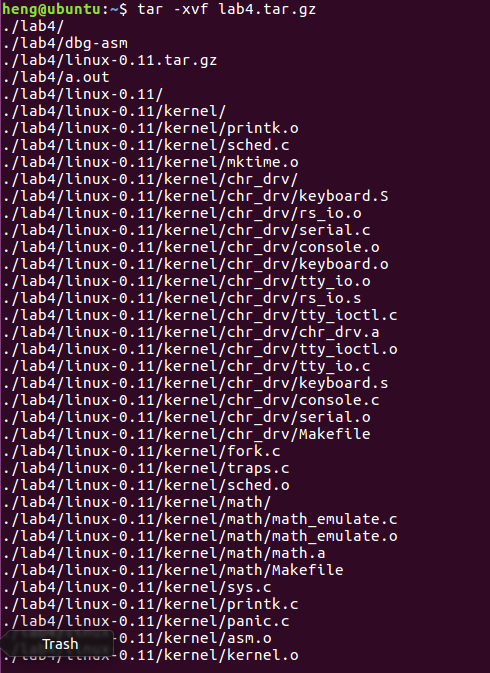 heng@ubuntu:~$ tar -xvf lab4.tar.gz
./lab4/
./lab4/dbg-asm
./lab4/linux-0.11.tar.gz
./lab4/a.out
./lab4/linux-0.11/
./lab4/linux-0.11/kernel/
./lab4/linux-0.11/kernel/printk.o
./lab4/linux-0.11/kernel/sched.c
./lab4/linux-0.11/kernel/mktime.o
./lab4/linux-0.11/kernel/chr_drv/
./lab4/linux-0.11/kernel/chr_drv/keyboard.S
./lab4/linux-0.11/kernel/chr_drv/rs_io.o
./lab4/linux-0.11/kernel/chr_drv/serial.c
./lab4/linux-0.11/kernel/chr_drv/console.o
./lab4/linux-0.11/kernel/chr_drv/keyboard.o
./lab4/linux-0.11/kernel/chr_drv/tty_io.o
./lab4/linux-0.11/kernel/chr_drv/rs_io.s
./lab4/linux-0.11/kernel/chr_drv/tty_ioctl.c
./lab4/linux-0.11/kernel/chr_drv/chr_drv.a
./lab4/linux-0.11/kernel/chr_drv/tty_ioctl.o
./lab4/linux-0.11/kernel/chr_drv/tty_io.c
./lab4/linux-0.11/kernel/chr_drv/keyboard.s
./lab4/linux-0.11/kernel/chr_drv/console.c
./lab4/linux-0.11/kernel/chr_drv/serial.o
./lab4/linux-0.11/kernel/chr_drv/Makefile
./lab4/linux-0.11/kernel/fork.c
./lab4/linux-0.11/kernel/traps.c
./lab4/linux-0.11/kernel/sched.o
./lab4/linux-0.11/kernel/math/
./lab4/linux-0.11/kernel/math/math_emulate.c
./lab4/linux-0.11/kernel/math/math_emulate.o
./lab4/linux-0.11/kernel/math/math.a
./lab4/linux-0.11/kernel/math/Makefile
./lab4/linux-0.11/kernel/sys.c
./lab4/linux-0.11/kernel/printk.c
./lab4/linux-0.11/kernel/panic.c
-0.11/kernel/asm.o
Trash
./lab4/linux-0.11/kernel/kernel.o